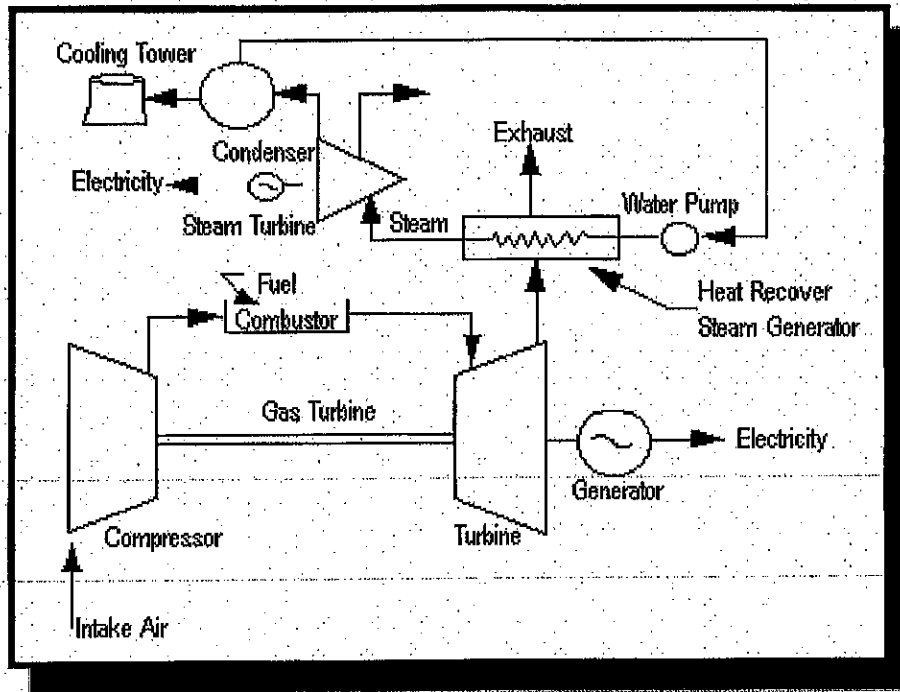 Cooling Tower
Exhaust
Condenser
Electricity
Water Pump
Steam Turbine
Steam
Fuel
Heat Recover
Steam Generator
Combustor
Gas Turbine
Electricity
Generator
Compressor
Turbine
Intake Air